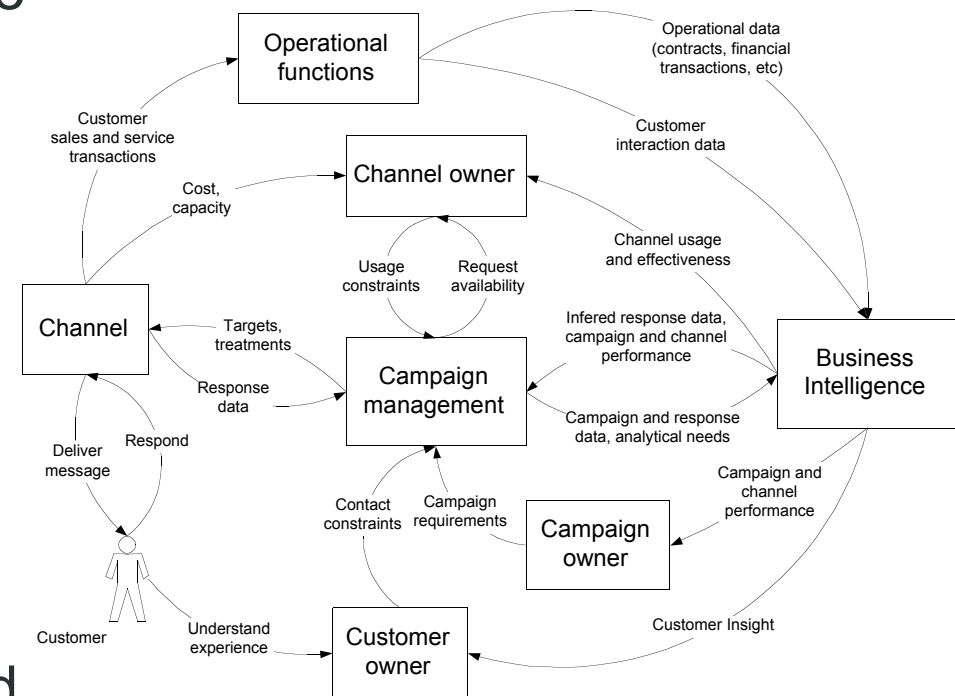 Operational
functions
Operational data
(contracts, financial
transactions, etc)
Customer
sales and service
transactions
Customer
interaction data
Channel owner
Cost,
capacity
Channel usage
and effectiveness
Usage
constraints
Request
availability
Channel
Targets,
treatments
Infered response data,
campaign and channel
performance
Business
Intelligence
Campaign
management
Response
data
Campaign and response
data, analytical needs
Deliver
message
Respond
Contact
constraints
Campaign
requirements
Campaign and
channel
performance
Campaign
owner
Customer
Understand
experience
Customer
owner
Customer Insight